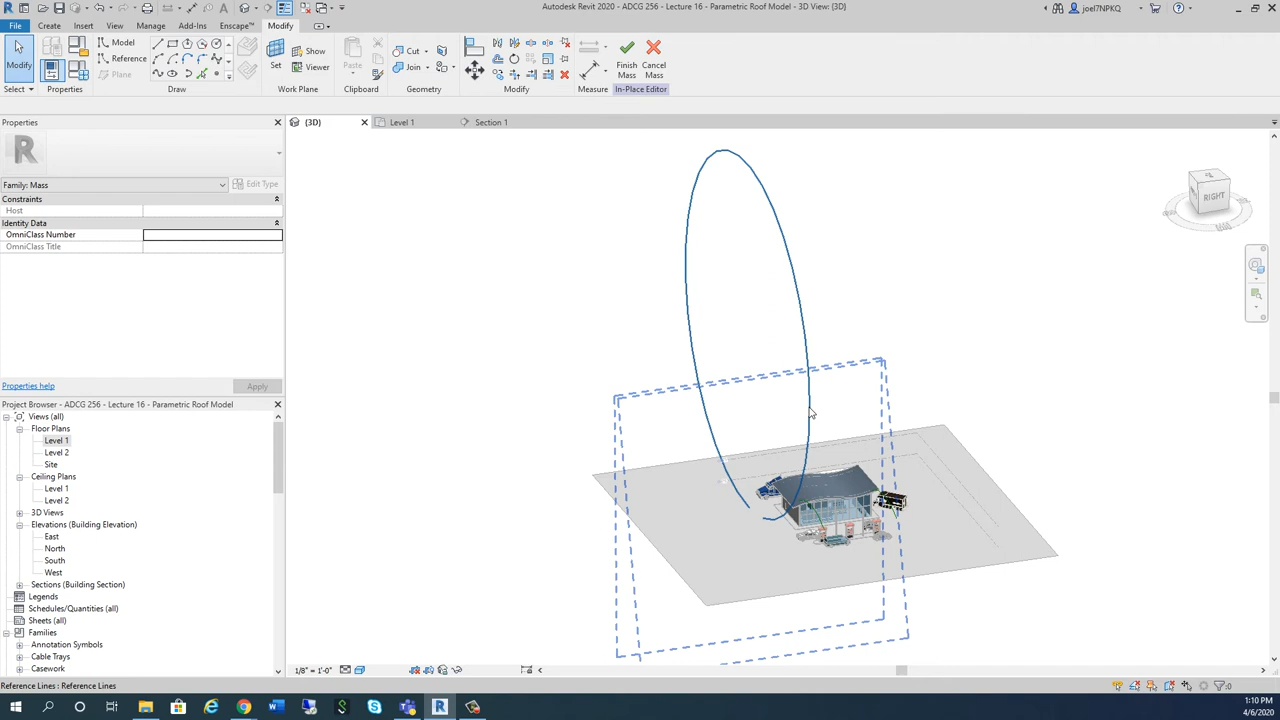 Autodesk Revit 2020 - ADCG 256 - Lecture 16 - Parametric Roof Model - 3D View: {3D}
joel7NPKQ
File Create Insert View Manage Add-Ins Enscape™ Modify
Modify
Select
Properties
Model
Reference
Plane
Draw
Set
Show
Viewer
Work Plane
Paste
Clipboard
Cut
Join
Geometry
Modify
Measure
Finish
Mass
Cancel
Mass
In-Place Editor
Properties
Family: Mass
Edit Type
Constraints
Host
Identity Data
OmniClass Number
OmniClass Title
Properties help
Apply
Project Browser - ADCG 256 - Lecture 16 - Parametric Roof Model
Views (all)
Floor Plans
Level 1
Level 2
Site
Ceiling Plans
Level 1
Level 2
3D Views
Elevations (Building Elevation)
East
North
South
West
Sections (Building Section)
Legends
Schedules/Quantities (all)
Sheets (all)
Families
Annotation Symbols
Cable Trays
Casework
{3D}
Level 1
Section 1
RIGHT
1/8" = 1'-0"
Reference Lines : Reference Lines
:0
1:10 PM
4/6/2020